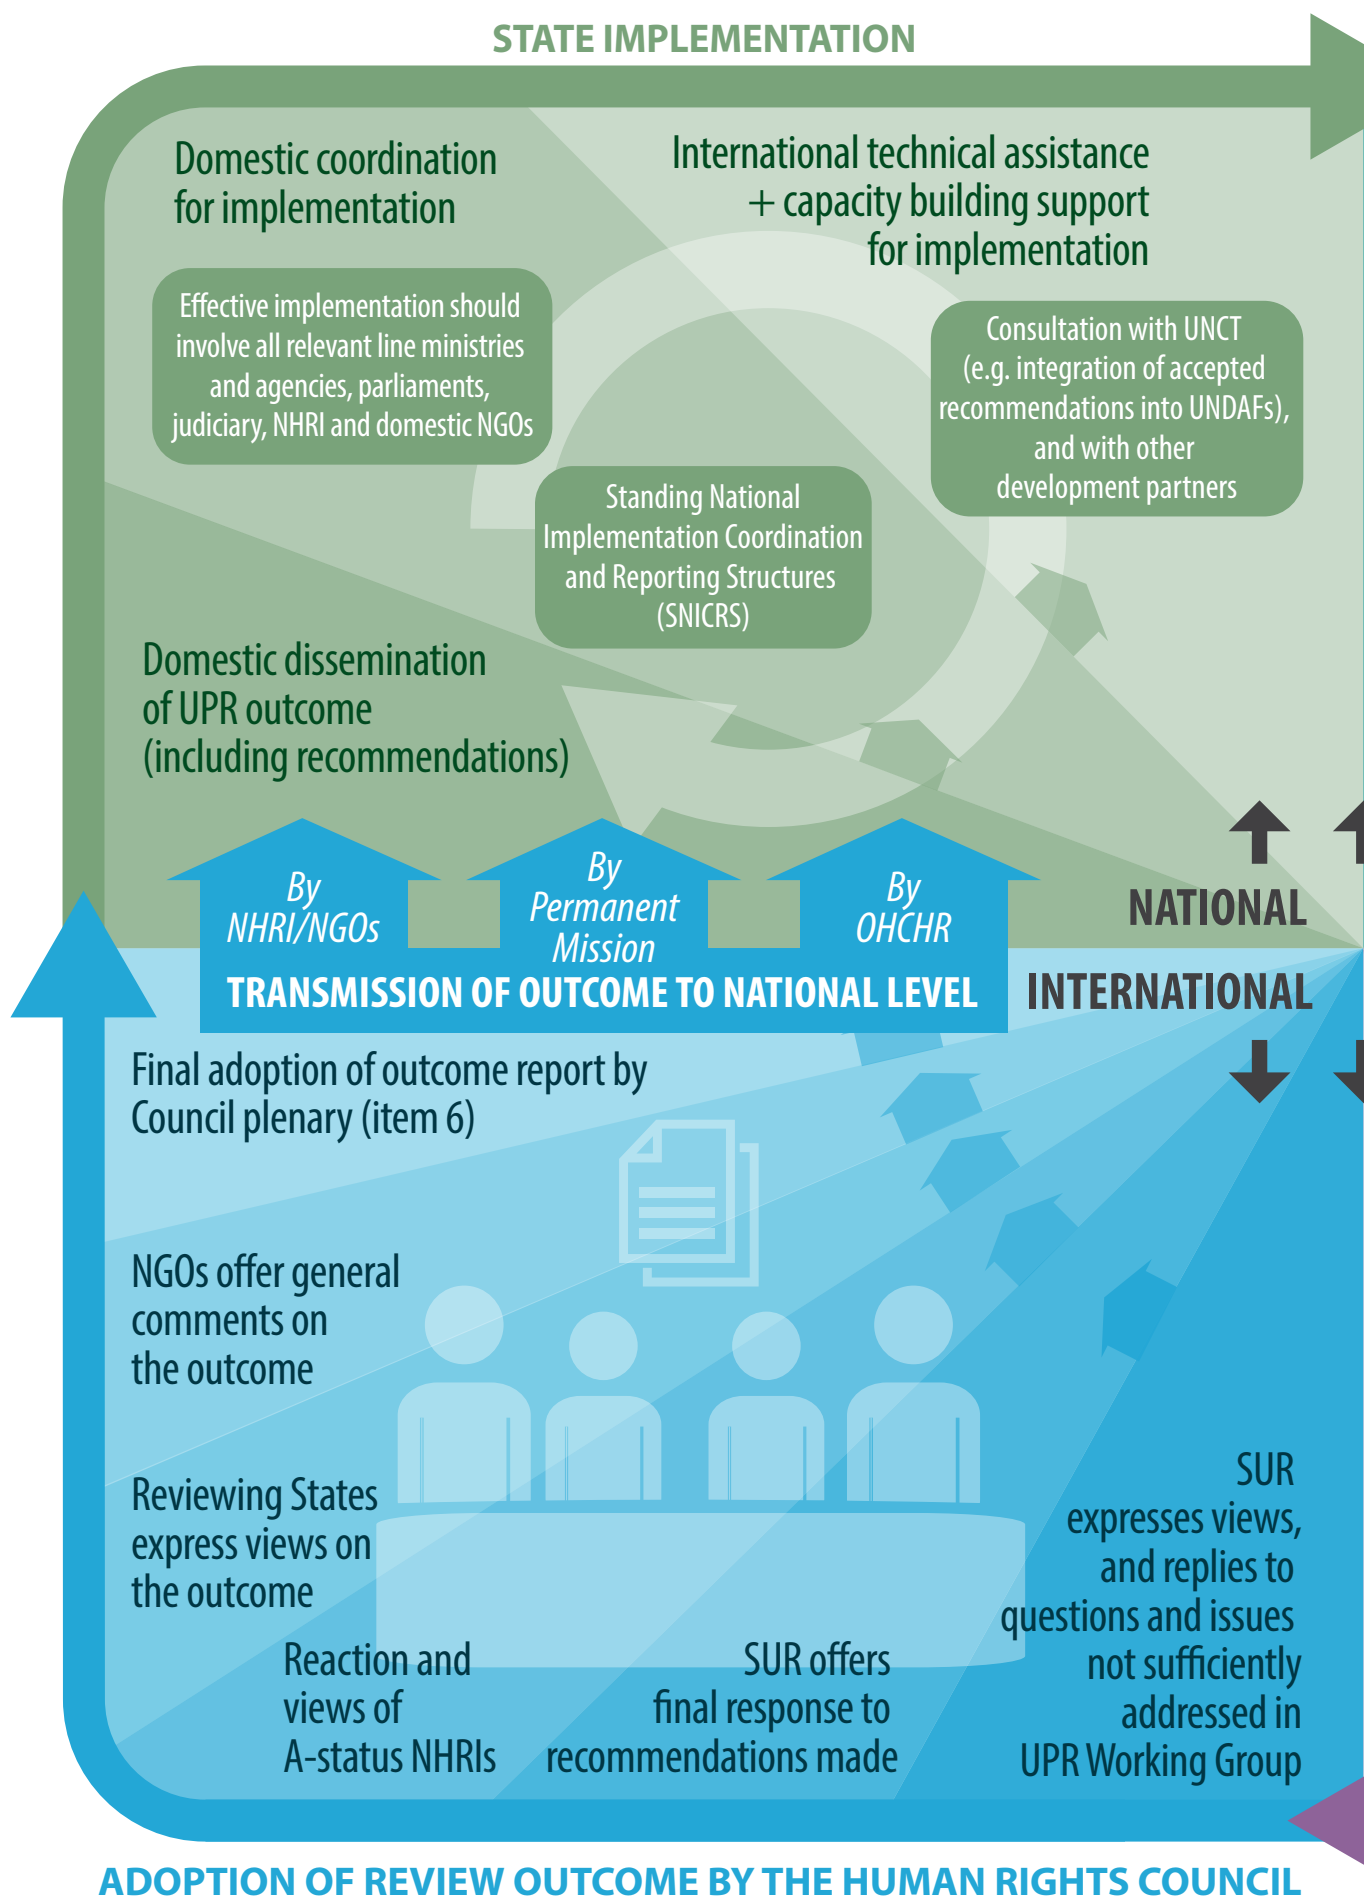 STATE IMPLEMENTATION
Domestic coordination
for implementation
International technical assistance
+ capacity building support
for implementation
Effective implementation should
involve all relevant line ministries
and agencies, parliaments,
judiciary, NHRI and domestic NGOs
Consultation with UNCT
(e.g. integration of accepted
recommendations into UNDAFs),
and with other
development partners
Standing National
Implementation Coordination
and Reporting Structures
(SNICRS)
Domestic dissemination
of UPR outcome
(including recommendations)
By
NHRI/NGOs
By
Permanent
Mission
By
OHCHR
TRANSMISSION OF OUTCOME TO NATIONAL LEVEL
NATIONAL
INTERNATIONAL
Final adoption of outcome report by
Council plenary (item 6)
NGOs offer general
comments on
the outcome
Reviewing States
express views on
the outcome
Reaction and
views of
A-status NHRIs
SUR offers
final response to
recommendations made
SUR
expresses views,
and replies to
questions and issues
not sufficiently
addressed in
UPR Working Group
ADOPTION OF REVIEW OUTCOME BY THE HUMAN RIGHTS COUNCIL